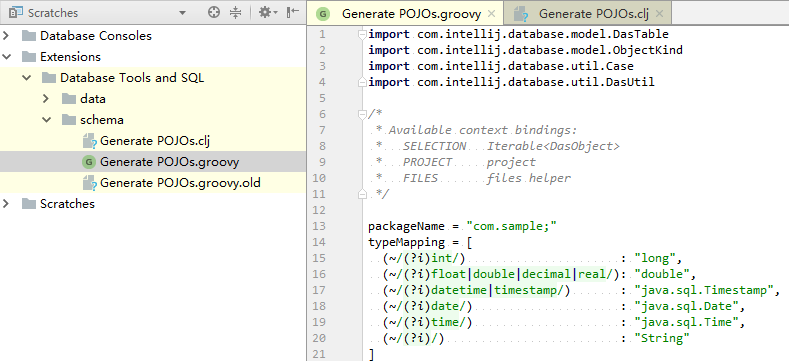 Scratches
Database Consoles
Extensions
Database Tools and SQL
data
schema
Generate POJOs.clj
Generate POJOs.groovy
Generate POJOs.groovy.old
Scratches
Generate POJOs.groovy × Generate POJOs.clj ×
1 import com.intellij.database.model.DasTable
2 import com.intellij.database.model.ObjectKind
3 import com.intellij.database.util.Case
4 import com.intellij.database.util.DasUtil
5
6 /*
7 * Available context bindings:
8 * SELECTION Iterable<DasObject>
9 * PROJECT project
10 * FILES files helper
11 */
12
13 packageName = "com.sample;"
14 typeMapping = [
15 (~/(?i)int/) : "long",
16 (~/(?i)float|double|decimal|real/): "double",
17 (~/(?i)datetime|timestamp/) : "java.sql.Timestamp",
18 (~/(?i)date/) : "java.sql.Date",
19 (~/(?i)time/) : "java.sql.Time",
20 (~/(?i)/) : "String"
21 ]